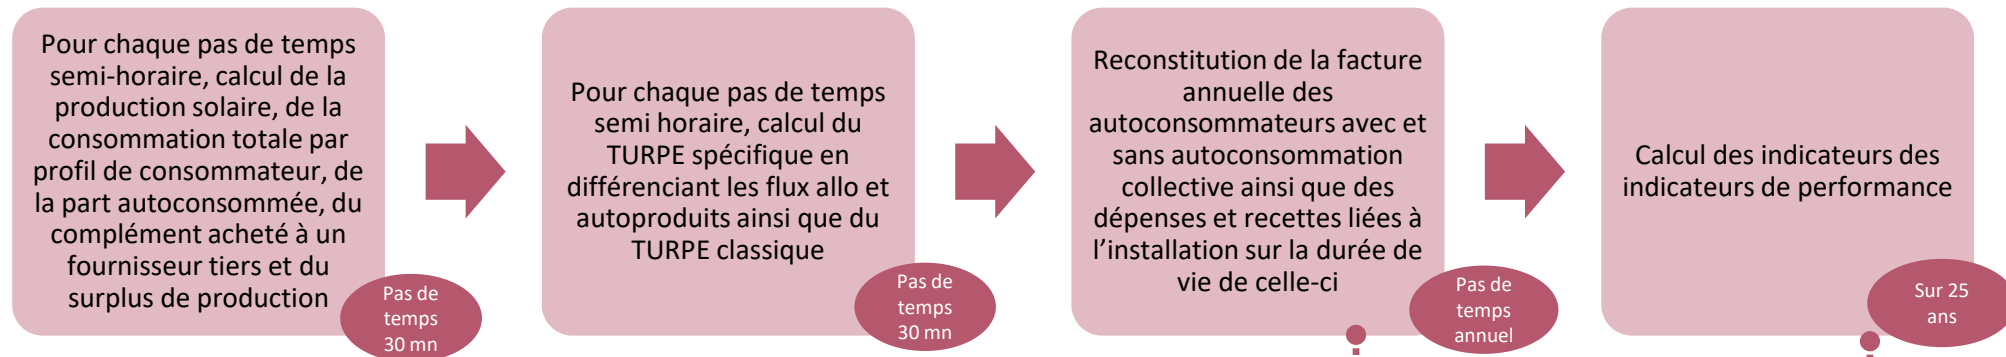 Pour chaque pas de temps
semi-horaire, calcul de la
production solaire, de la
consommation totale par
profil de consommateur, de
la part autoconsommée, du
complément acheté à un
fournisseur tiers et du
surplus de production
Pas de
temps
30 mn
Pour chaque pas de temps
semi horaire, calcul du
TURPE spécifique en
différenciant les flux allo et
autoproduits ainsi que du
TURPE classique
Pas de
temps
30 mn
Reconstitution de la facture
annuelle des
autoconsommateurs avec et
sans autoconsommation
collective ainsi que des
dépenses et recettes liées à
l’installation sur la durée de
vie de celle-ci
Pas de
temps
annuel
Calcul des indicateurs des
indicateurs de performance
Sur 25
ans